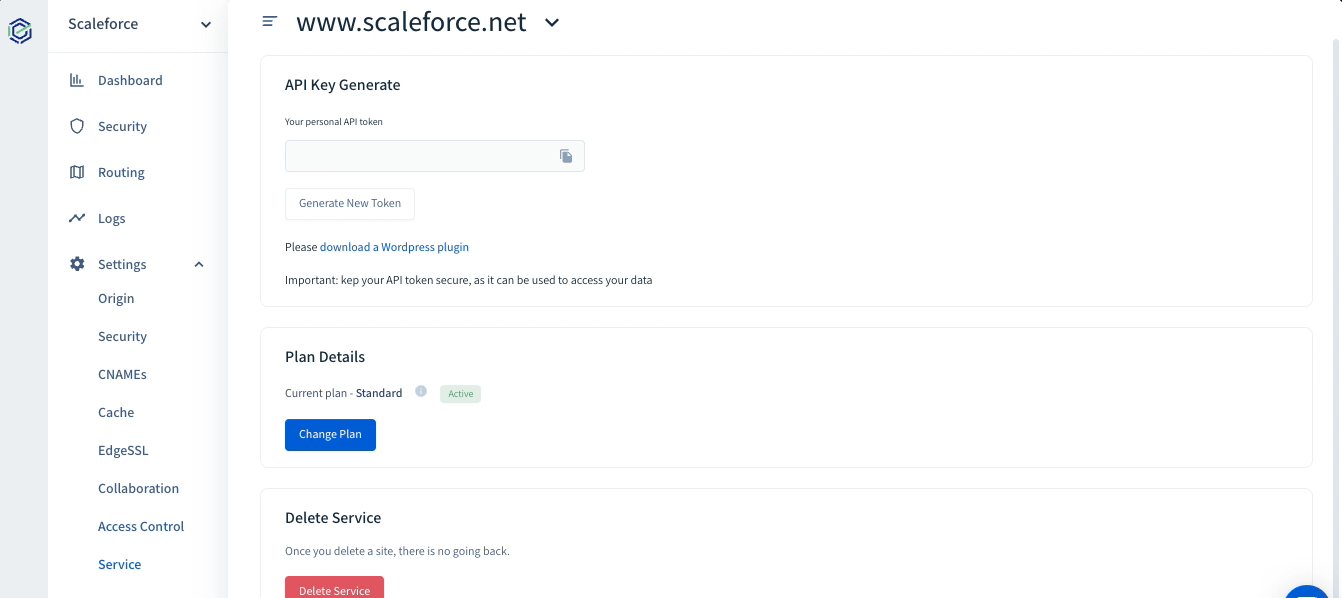 Scaleforce
Dashboard
Security
Routing
Logs
Settings
Origin
Security
CNAMEs
Cache
EdgeSSL
Collaboration
Access Control
Service
www.scaleforce.net
API Key Generate
Your personal API token
Generate New Token
Please download a Wordpress plugin
Important: kep your API token secure, as it can be used to access your data
Plan Details
Current plan - Standard Active
Change Plan
Delete Service
Once you delete a site, there is no going back.
Delete Service